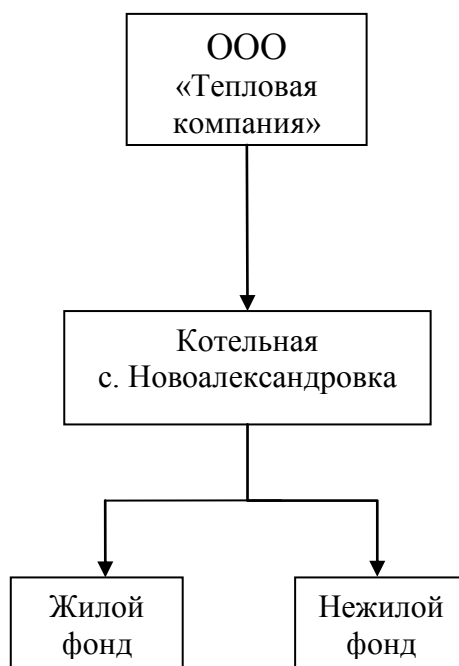 ООО
«Тепловая
компания»
Котельная
с. Новоалександровка
Жилой
фонд
Нежилой
фонд